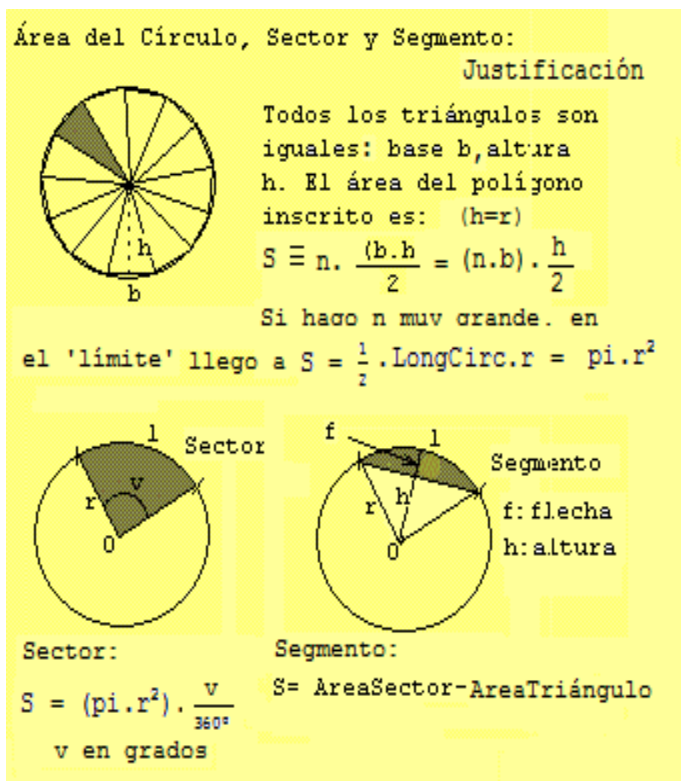 Área del Círculo, Sector y Segmento:
Justificación
Todos los triángulos son
iguales: base b,altura
h. El área del polígono
inscrito es: (h=r)
S ≡ n. (b.h / 2 = (n.b). h / 2
h
b
Si hago n muy grande. en
el 'límite' llego a S = 1/2 .LongCirc.r = pi.r²
l
Sector
r
v
0
f
l
Segmento
h
r
f:flecha
h:altura
0
Sector:
S = (pi.r²). v / 360º
v en grados
Segmento:
S= AreaSector-AreaTriángulo